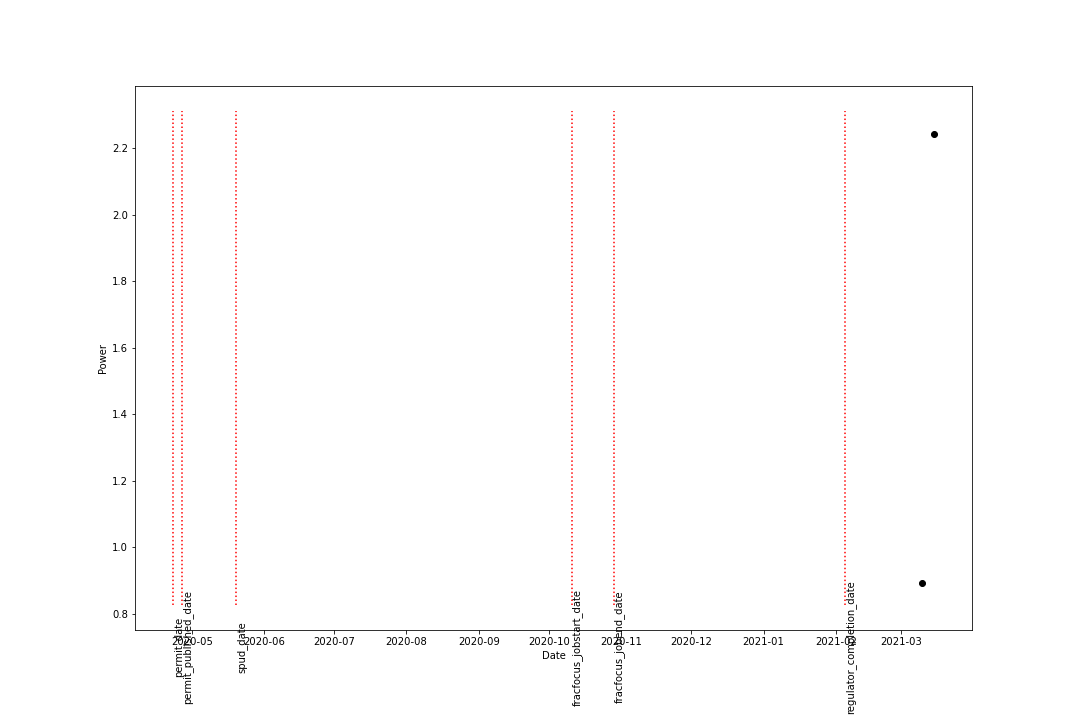 2.2
2.0
1.8
1.6
1.4
1.2
1.0
0.8
Power
2020-05
2020-06
2020-07
2020-08
2020-09
2020-10
2020-11
2020-12
2021-01
2021-02
2021-03
Date
permit_date
permit_published_date
spud_date
fracfocus_jobstart_date
fracfocus_jobend_date
regulator_completion_date